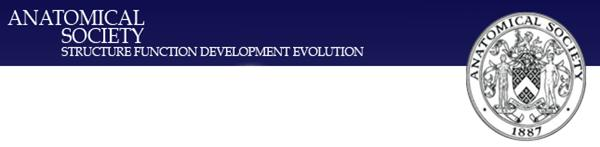 ANATOMICAL
SOCIETY
STRUCTURE FUNCTION DEVELOPMENT EVOLUTION
ANATOMICAL SOCIETY
1887